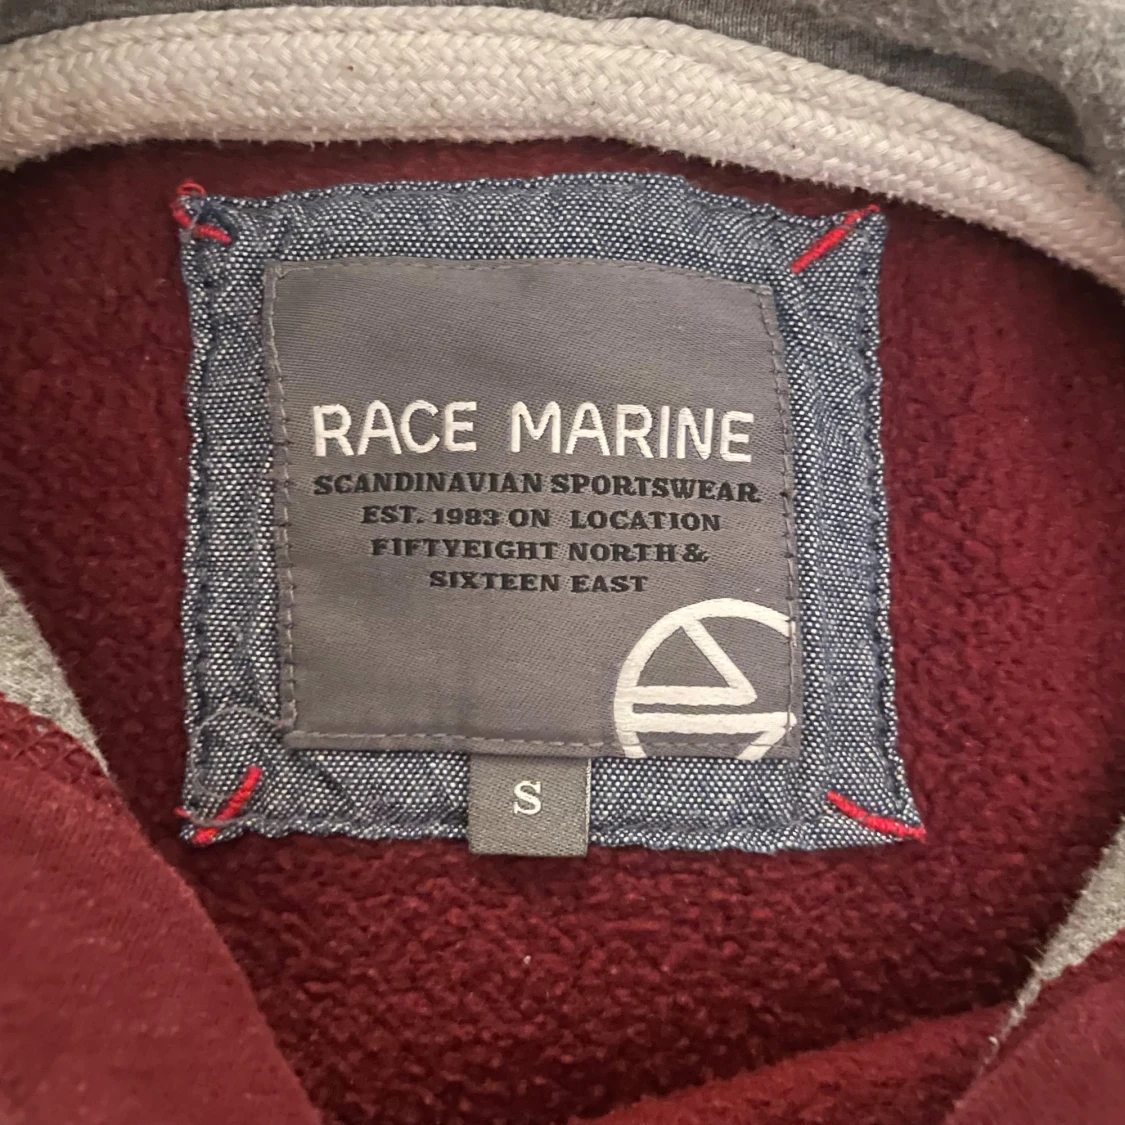 RACE MARINE
SCANDINAVIAN SPORTSWEAR
EST. 1983 ON LOCATION
FIFTYEIGHT NORTH &
SIXTEEN EAST
S